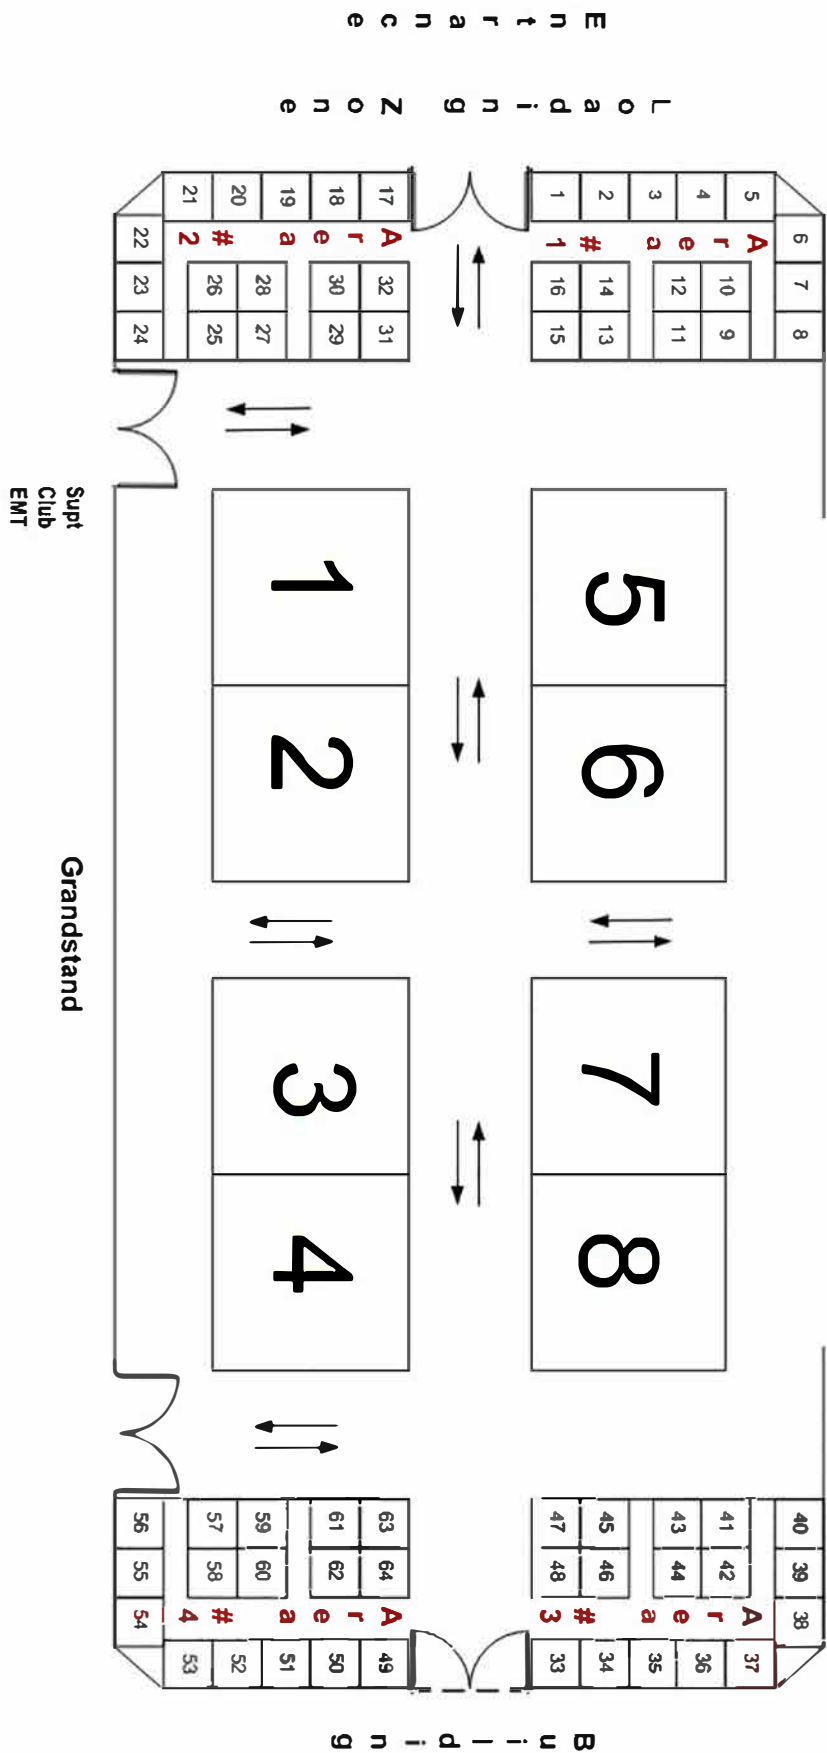 Entrance
Loading Zone
6 7 8
5 10 9
4 12 11
3
2 14 13
1 16 15
Area #1
40 39 38
41 42 37
43 44 36
35
45 46 34
47 48 33
Area #3
5 6 7 8
17 32 31
18 30 29
19
20 28 27
21 26 25
22 23 24
Area #2
1 2 3 4
63 64 49
61 62 50
51
59 60 52
57 58 53
56 55 54
Area #4
Supt
Club
EMT
Grandstand
Building